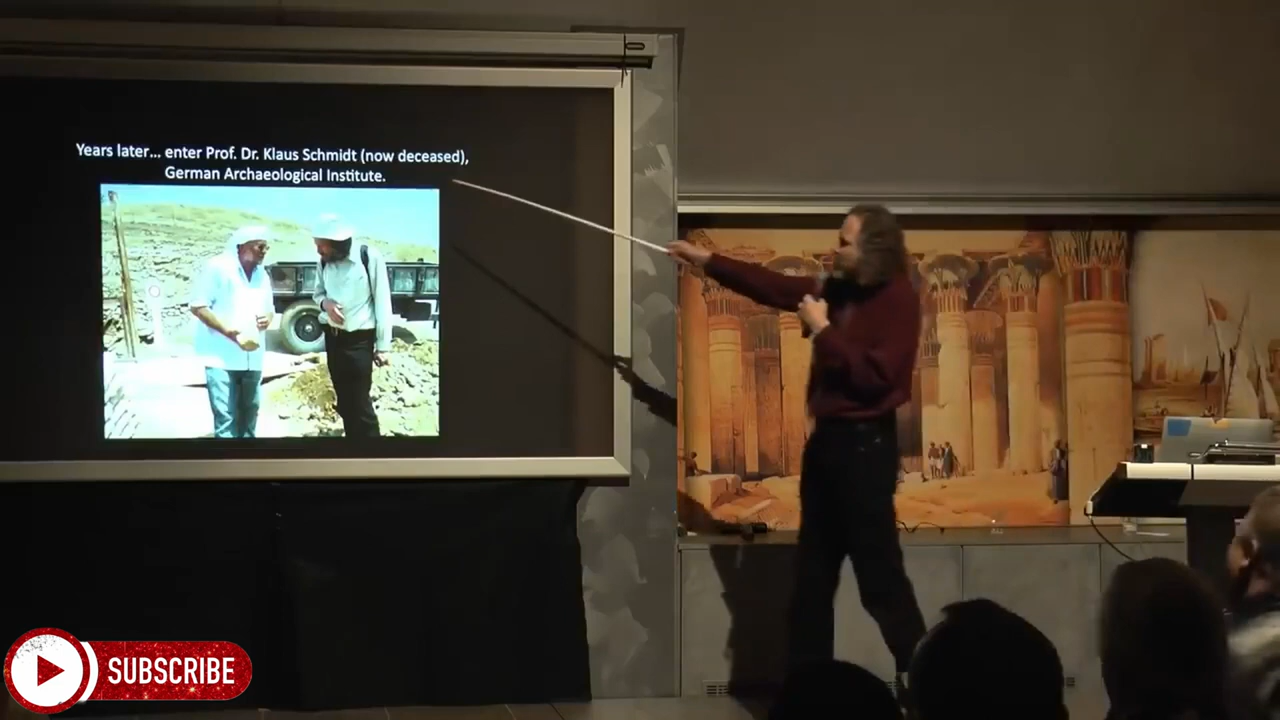 Years later... enter Prof. Dr. Klaus Schmidt (now deceased),
German Archaeological Institute.
SUBSCRIBE